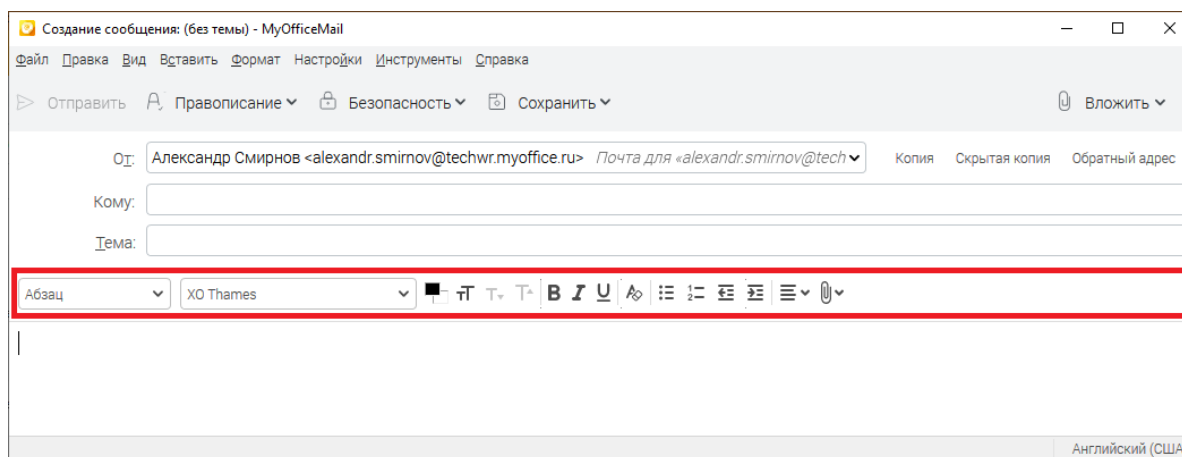 Создание сообщения: (без темы) - MyOfficeMail
Файл Правка Вид Вставить Формат Настройки Инструменты Справка
Отправить Правописание Безопасность Сохранить Вложить
От: Александр Смирнов <alexandr.smirnov@techwr.myoffice.ru> Почта для «alexandr.smirnov@tech Копия Скрытая копия Обратный адрес
Кому:
Тема:
Абзац XO Thames B I U
Английский (США